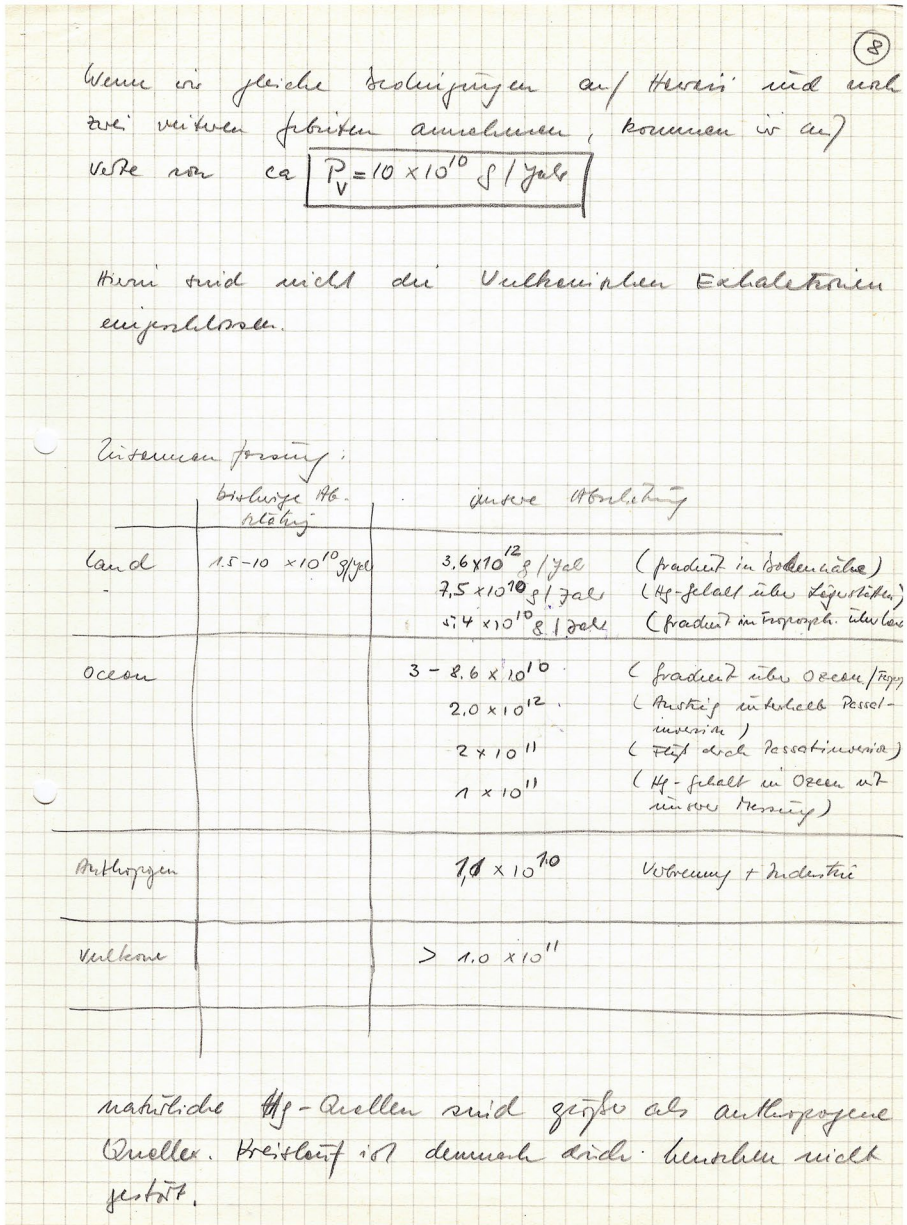 8
Wenn wir gleiche Bedingungen auf Hawaii und noch
zwei weiteren Gebieten annehmen, kommen wir auf
Werte von ca P_V = 10 × 10^10 g / Jahr
Hierin sind nicht die Vulkanischen Exhalationen
eingeschlossen.
Zusammenfassung:
bisherige Ab-
schätzung
unsere Abschätzung
Land 1.5–10 × 10^10 g/Jahr 3,6 × 10^12 g / Jahr (Gradient in Bodennähe)
7,5 × 10^10 g / Jahr (Hg-Gehalt über Lagerstätten)
5.4 × 10^10 g / Jahr (Gradient in Troposph. über Land
Ocean 3 – 8.6 × 10^10 (Gradient über Ozean /
2,0 × 10^12 (Anstieg unterhalb Passat-
inversion)
2 × 10^11 (Fluß durch Passatinversion)
1 × 10^11 (Hg-Gehalt in Ozean mit
unserer Messung)
Anthropogen 1,1 × 10^10 Verbrennung + Industrie
Vulkane > 1.0 × 10^11
natürliche Hg-Quellen sind größer als anthropogene
Quellen. Kreislauf ist demnach durch Menschen nicht
gestört.